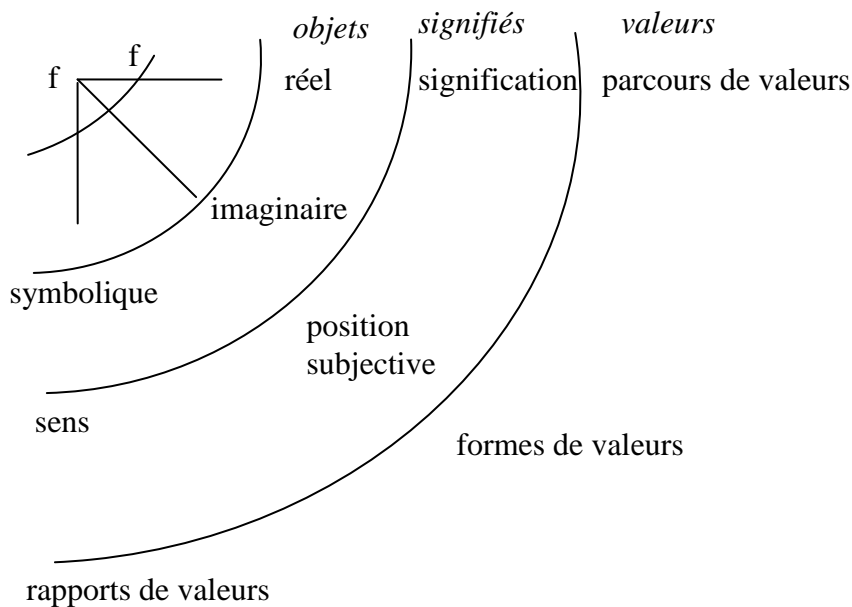 objets signifiés valeurs
f
f réel signification parcours de valeurs
imaginaire
symbolique
position
subjective
sens
formes de valeurs
rapports de valeurs